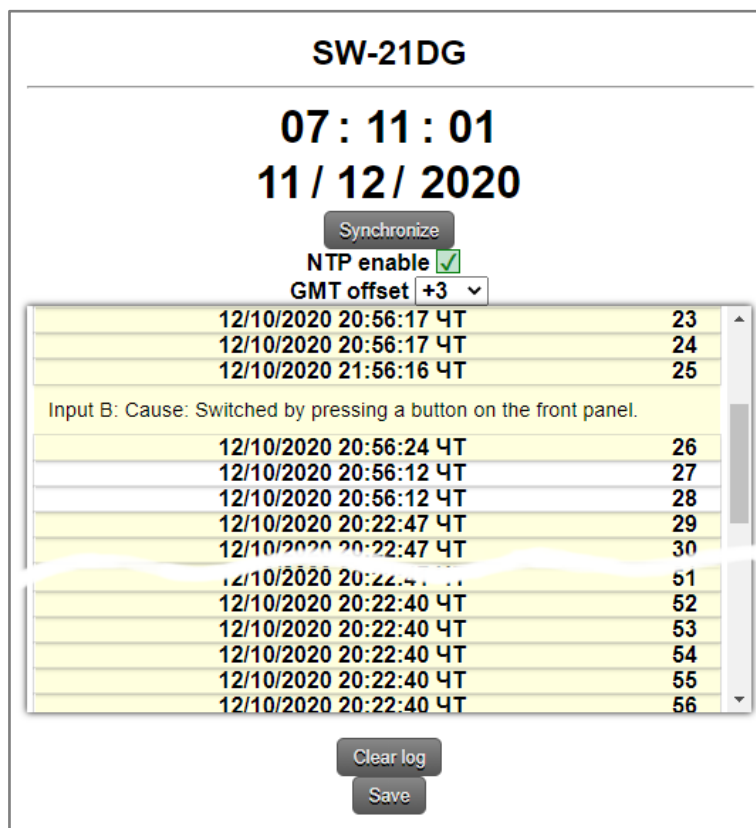 SW-21DG
07 : 11 : 01
11 / 12 / 2020
Synchronize
NTP enable
GMT offset +3
12/10/2020 20:56:17 ЧТ 23
12/10/2020 20:56:17 ЧТ 24
12/10/2020 21:56:16 ЧТ 25
Input B: Cause: Switched by pressing a button on the front panel.
12/10/2020 20:56:24 ЧТ 26
12/10/2020 20:56:12 ЧТ 27
12/10/2020 20:56:12 ЧТ 28
12/10/2020 20:22:47 ЧТ 29
12/10/2020 20:22:47 ЧТ 30
12/10/2020 51
12/10/2020 20:22:40 ЧТ 52
12/10/2020 20:22:40 ЧТ 53
12/10/2020 20:22:40 ЧТ 54
12/10/2020 20:22:40 ЧТ 55
12/10/2020 20:22:40 ЧТ 56
Clear log
Save